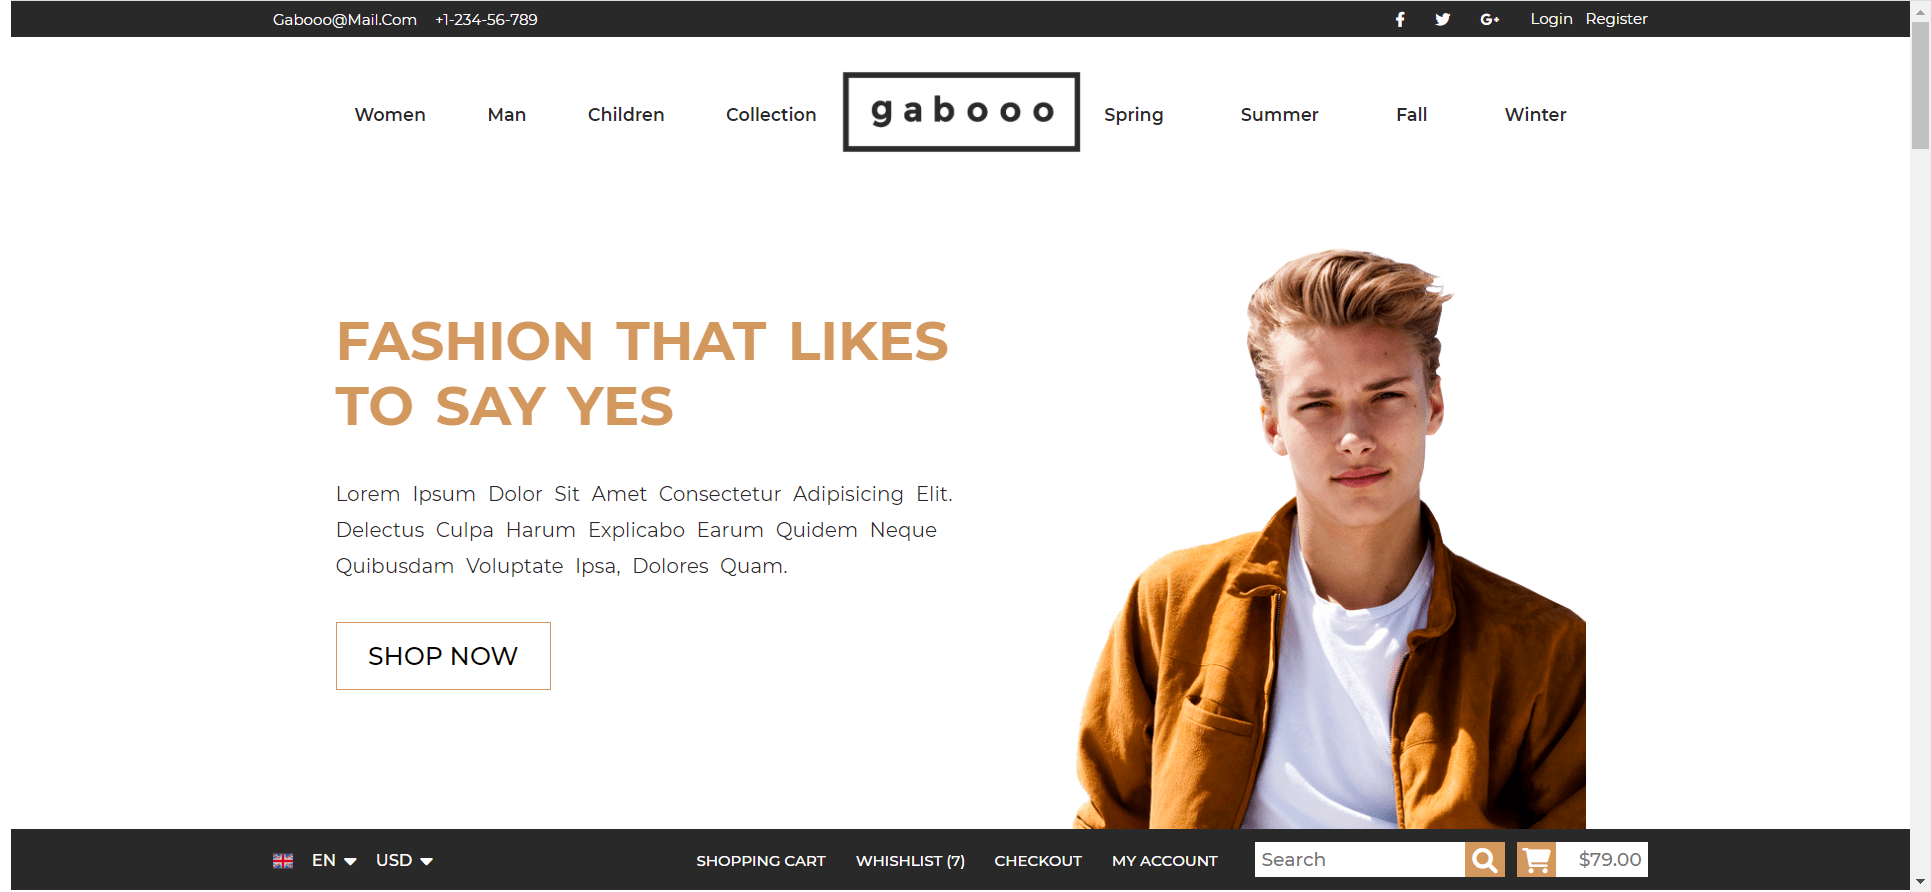 Gabooo@Mail.Com +1-234-56-789 Login Register
Women Man Children Collection gabooo Spring Summer Fall Winter
FASHION THAT LIKES
TO SAY YES
Lorem Ipsum Dolor Sit Amet Consectetur Adipisicing Elit.
Delectus Culpa Harum Explicabo Earum Quidem Neque
Quibusdam Voluptate Ipsa, Dolores Quam.
SHOP NOW
EN USD SHOPPING CART WHISHLIST (7) CHECKOUT MY ACCOUNT Search $79.00